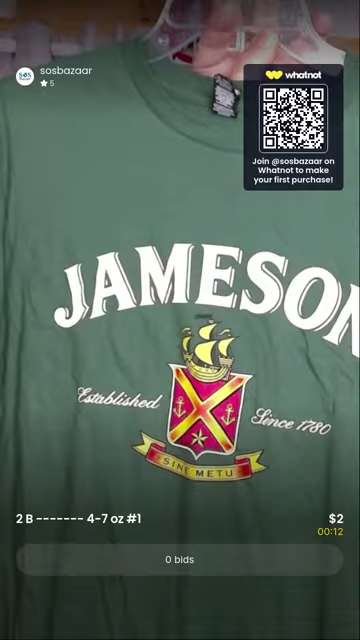 sosbazaar
★ 5
SOS
whatnot
Join @sosbazaar on
Whatnot to make
your first purchase!
JAMESON
Established
Since 1780
SINE METU
2 B ------- 4-7 oz #1
$2
00:12
0 bids